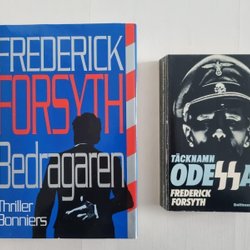 FREDERICK
FORSYTH
Bedragaren
Thriller
Bonniers
TÄCKNAMN
ODESSA
FREDERICK
FORSYTH